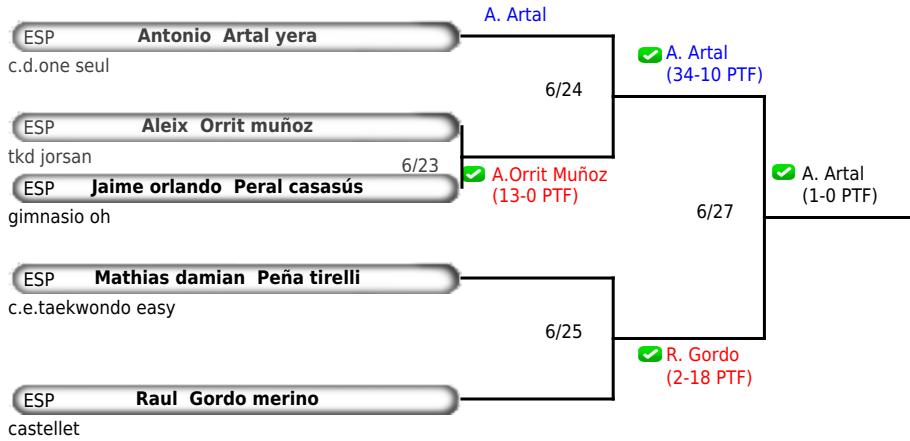 A. Artal
ESP Antonio Artal yera
c.d.one seul
A. Artal
(34-10 PTF)
6/24
ESP Aleix Orrit muñoz
tkd jorsan
6/23
A.Orrit Muñoz
(13-0 PTF)
A. Artal
(1-0 PTF)
ESP Jaime orlando Peral casasús
gimnasio oh
6/27
ESP Mathias damian Peña tirelli
c.e.taekwondo easy
6/25
R. Gordo
(2-18 PTF)
ESP Raul Gordo merino
castellet